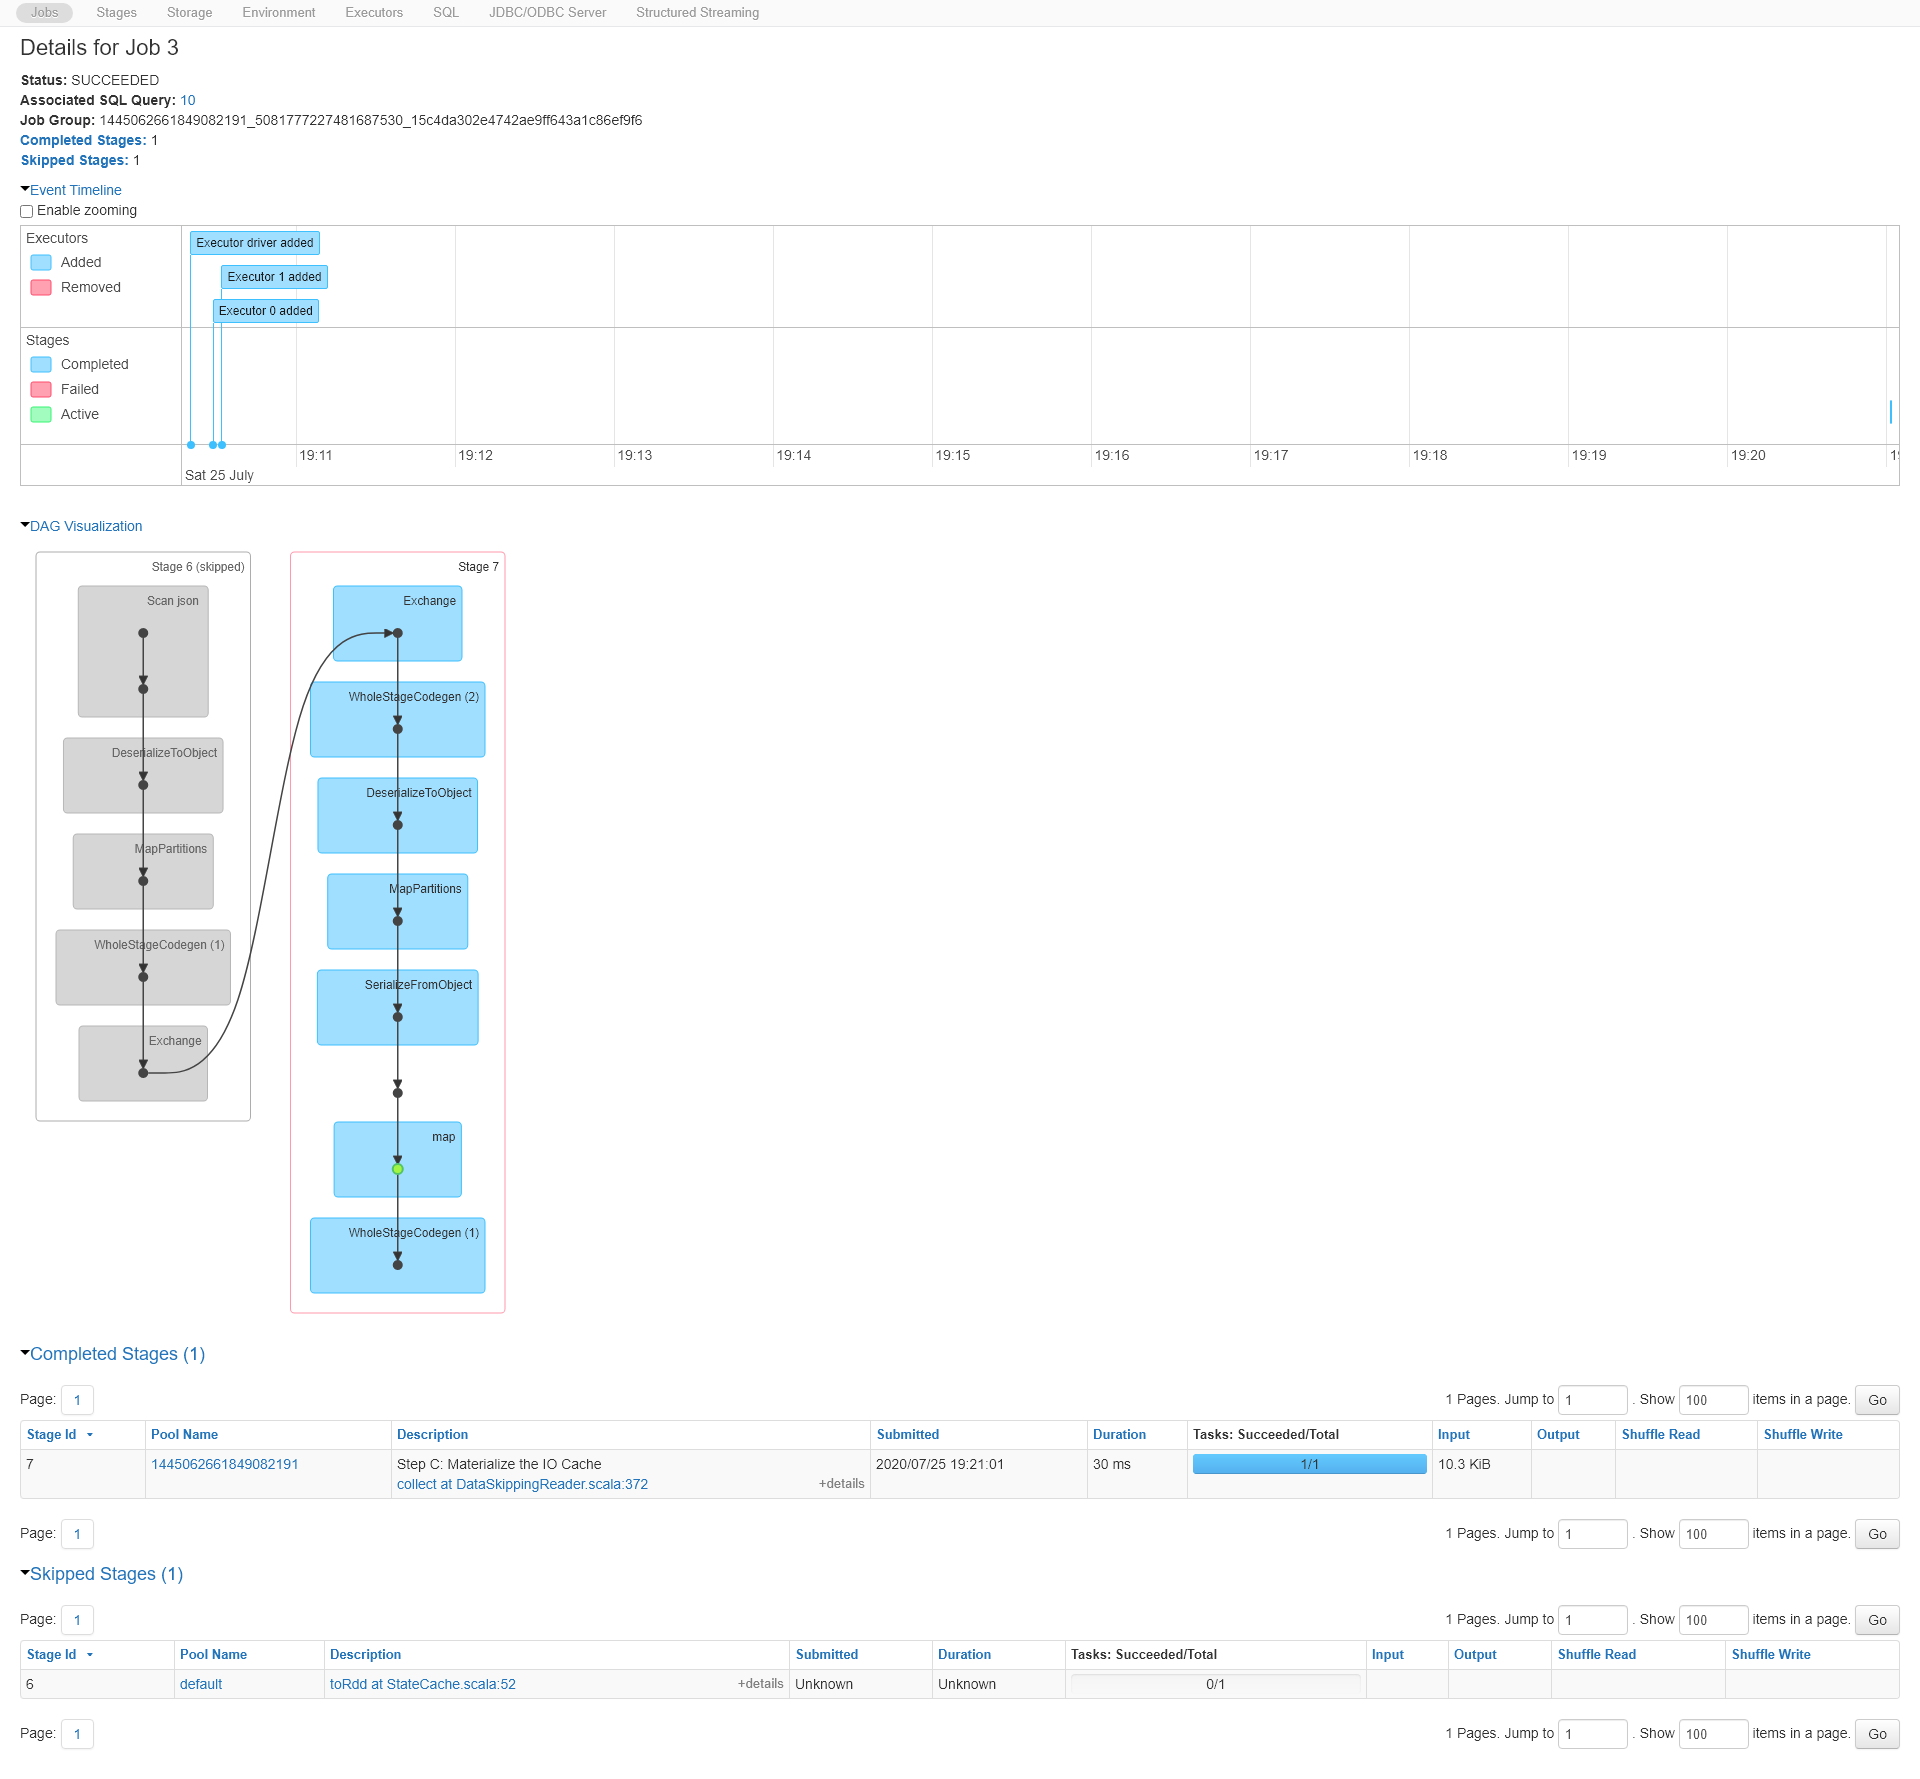 Jobs Stages Storage Environment Executors SQL JDBC/ODBC Server Structured Streaming
Details for Job 3
Status: SUCCEEDED
Associated SQL Query: 10
Job Group: 1445062661849082191_5081777227481687530_15c4da302e4742ae9ff643a1c86ef9f6
Completed Stages: 1
Skipped Stages: 1
Event Timeline
Enable zooming
Executors
Added
Removed
Executor driver added
Executor 1 added
Executor 0 added
Stages
Completed
Failed
Active
19:11 19:12 19:13 19:14 19:15 19:16 19:17 19:18 19:19 19:20
Sat 25 July
DAG Visualization
Stage 6 (skipped)
Scan json
DeserializeToObject
MapPartitions
WholeStageCodegen (1)
Exchange
Stage 7
Exchange
WholeStageCodegen (2)
DeserializeToObject
MapPartitions
SerializeFromObject
map
WholeStageCodegen (1)
Completed Stages (1)
Page: 1 1 Pages. Jump to 1 . Show 100 items in a page. Go
Stage Id Pool Name Description Submitted Duration Tasks: Succeeded/Total Input Output Shuffle Read Shuffle Write
7 1445062661849082191 Step C: Materialize the IO Cache 2020/07/25 19:21:01 30 ms 1/1 10.3 KiB
collect at DataSkippingReader.scala:372 +details
Page: 1 1 Pages. Jump to 1 . Show 100 items in a page. Go
Skipped Stages (1)
Page: 1 1 Pages. Jump to 1 . Show 100 items in a page. Go
Stage Id Pool Name Description Submitted Duration Tasks: Succeeded/Total Input Output Shuffle Read Shuffle Write
6 default toRdd at StateCache.scala:52 +details Unknown Unknown 0/1
Page: 1 1 Pages. Jump to 1 . Show 100 items in a page. Go